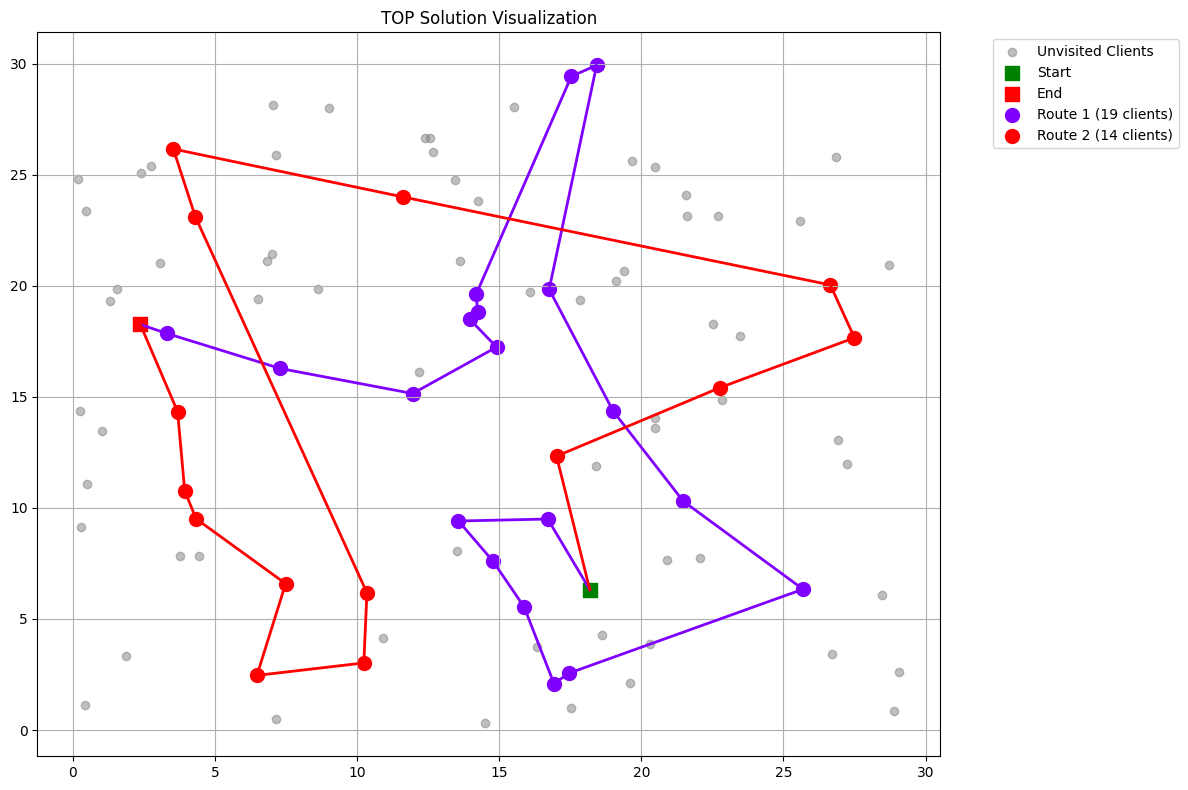 TOP Solution Visualization
Unvisited Clients
Start
End
Route 1 (19 clients)
Route 2 (14 clients)
30
25
20
15
10
5
0
0 5 10 15 20 25 30